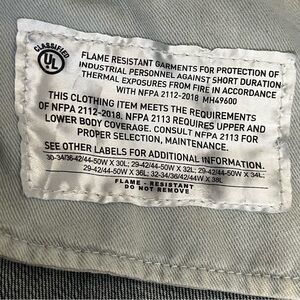 CLASSIFIED
UL
FLAME RESISTANT GARMENTS FOR PROTECTION OF
INDUSTRIAL PERSONNEL AGAINST SHORT DURATION
THERMAL EXPOSURES FROM FIRE IN ACCORDANCE
WITH NFPA 2112-2018 MH49600
THIS CLOTHING ITEM MEETS THE REQUIREMENTS
OF NFPA 2112-2018, NFPA 2113 REQUIRES UPPER AND
LOWER BODY COVERAGE. CONSULT NFPA 2113 FOR
PROPER SELECTION, MAINTENANCE.
SEE OTHER LABELS FOR ADDITIONAL INFORMATION.
30-34/36-42/44-50W X 30L; 29-42/44-50W X 32L; 29-42/44-50W X 34L;
29-42/44-50W X 36L; 32-34/36/42/44W X 38L
FLAME - RESISTANT
DO NOT REMOVE